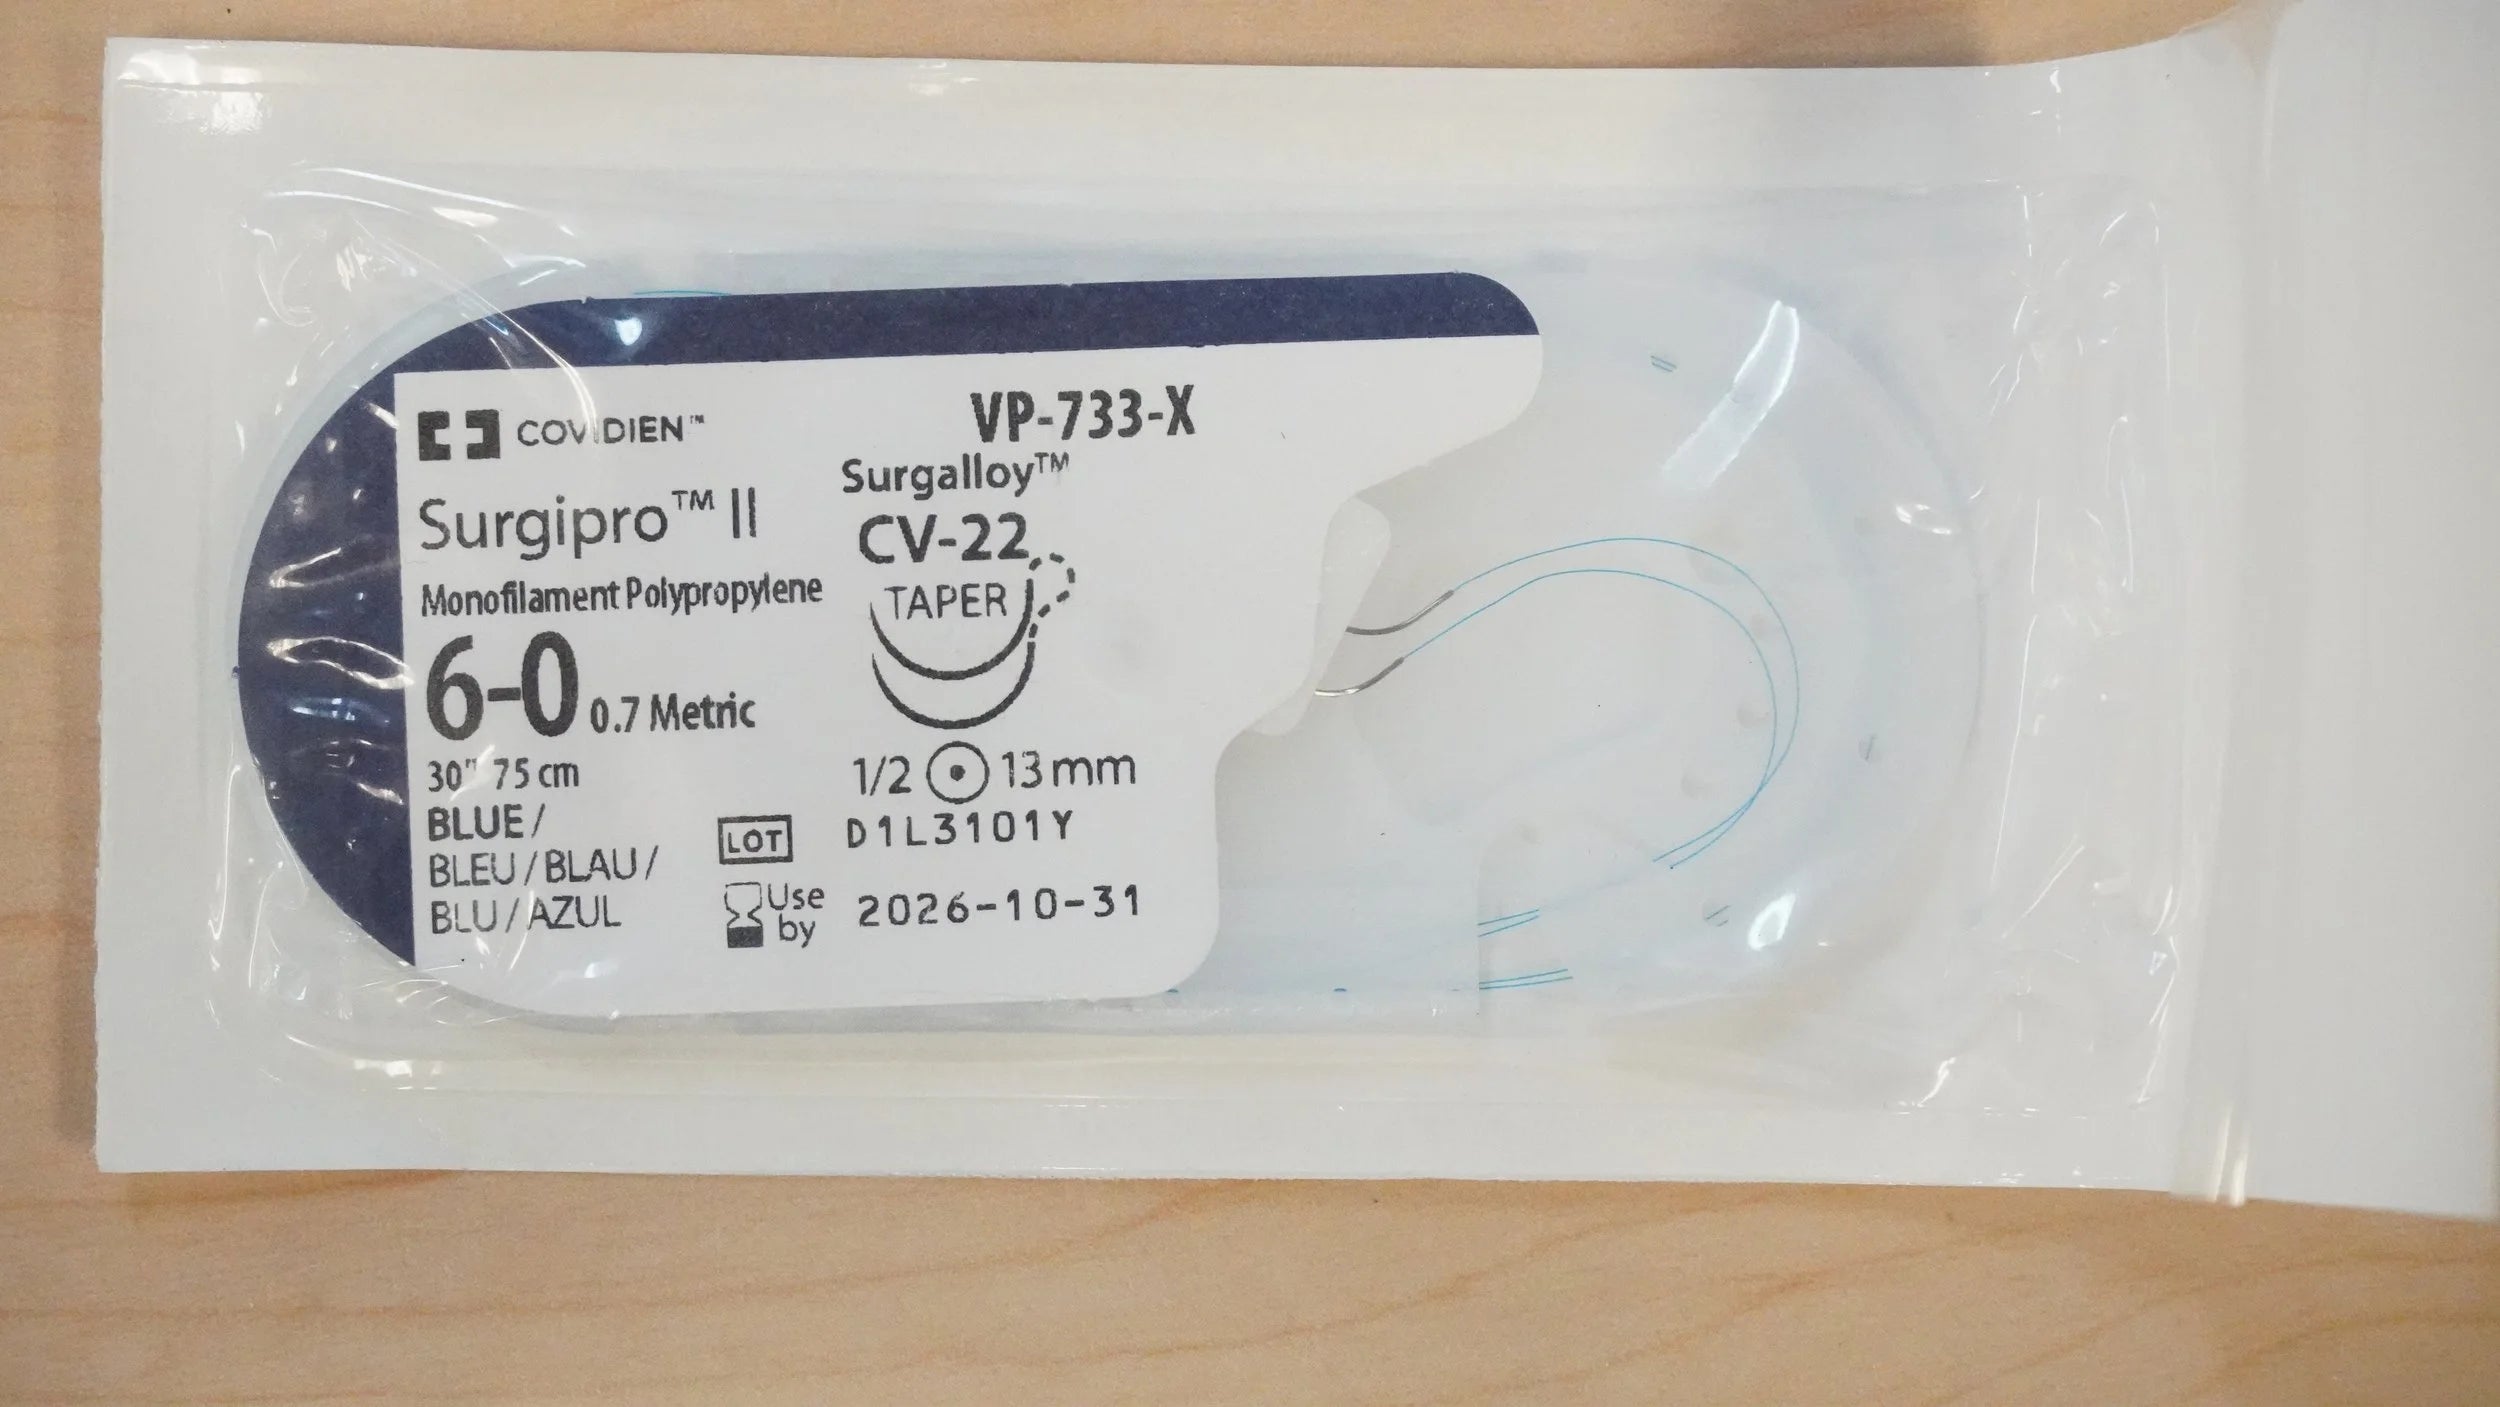 COVIDIEN™
VP-733-X
Surgipro™ II
Monofilament Polypropylene
6-0 0.7 Metric
30" 75 cm
BLUE /
BLEU / BLAU /
BLU / AZUL
Surgalloy™
CV-22
TAPER
1/2 13 mm
LOT D1L3101Y
Use by 2026-10-31